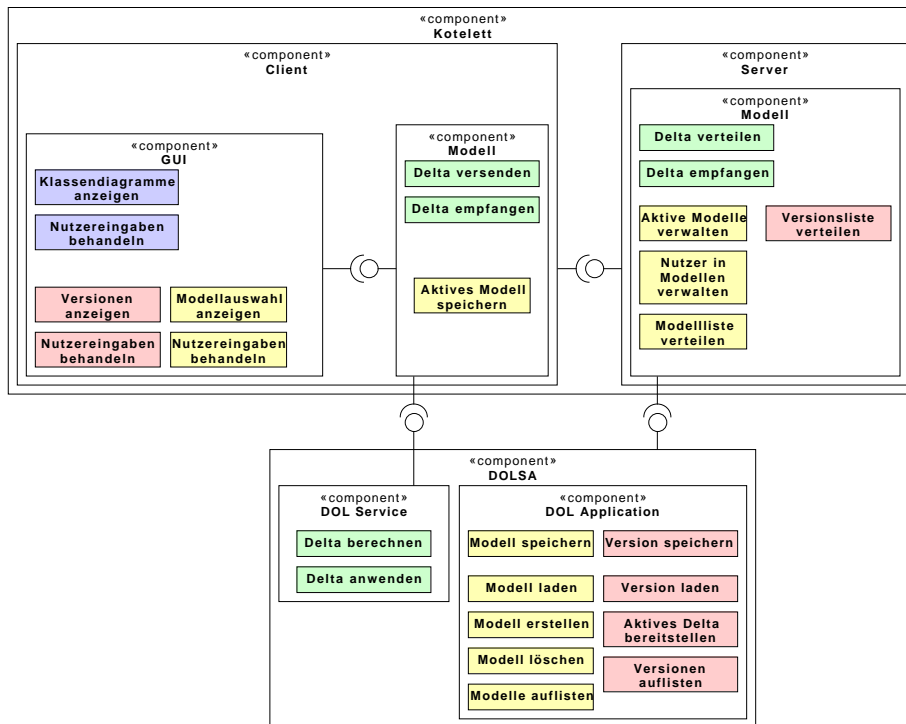 «component»
Kotelett
«component»
Client
«component»
GUI
Klassendiagramme
anzeigen
Nutzereingaben
behandeln
Versionen
anzeigen
Modellauswahl
anzeigen
Nutzereingaben
behandeln
Nutzereingaben
behandeln
«component»
Modell
Delta versenden
Delta empfangen
Aktives Modell
speichern
«component»
Server
«component»
Modell
Delta verteilen
Delta empfangen
Aktive Modelle
verwalten
Versionsliste
verteilen
Nutzer in
Modellen
verwalten
Modellliste
verteilen
«component»
DOLSA
«component»
DOL Service
Delta berechnen
Delta anwenden
«component»
DOL Application
Modell speichern
Version speichern
Modell laden
Version laden
Modell erstellen
Aktives Delta
bereitstellen
Modell löschen
Versionen
auflisten
Modelle auflisten